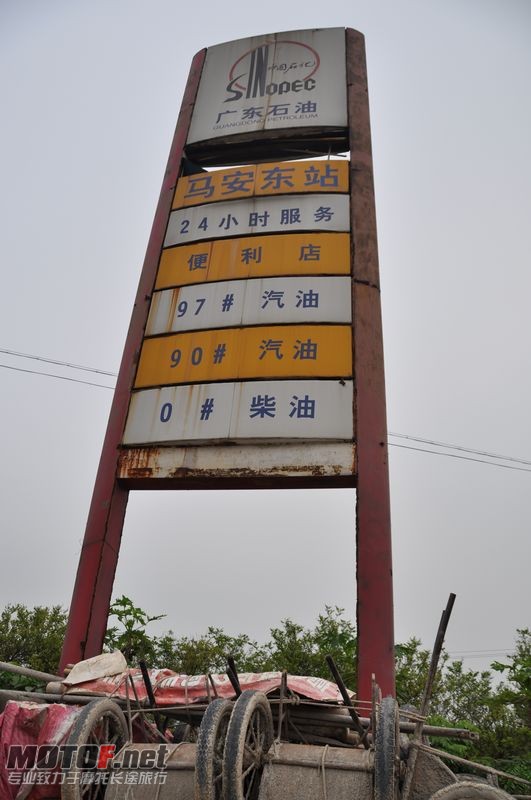 中国石化
SINOPEC
广东石油
GUANGDONG PETROLEUM
马安东站
24小时服务
便利店
97# 汽油
90# 汽油
0# 柴油
MOTOF.net
专业致力于摩托长途旅行